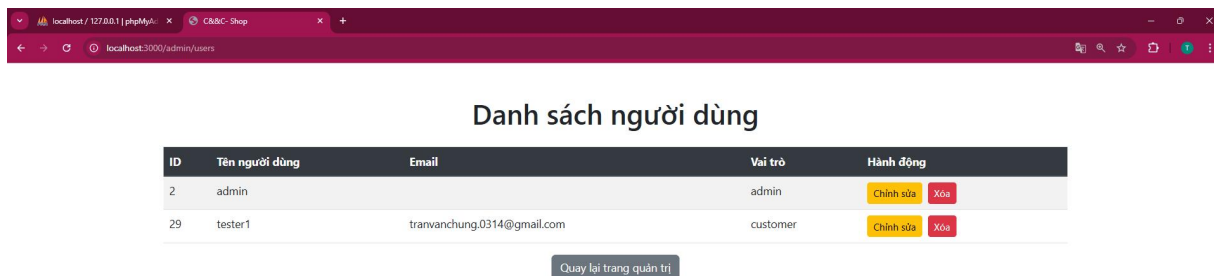 localhost / 127.0.0.1 | phpMyAd
C&&C- Shop
localhost:3000/admin/users
T
Danh sách người dùng
ID Tên người dùng Email Vai trò Hành động
2 admin admin Chỉnh sửa Xóa
29 tester1 tranvanchung.0314@gmail.com customer Chỉnh sửa Xóa
Quay lại trang quản trị